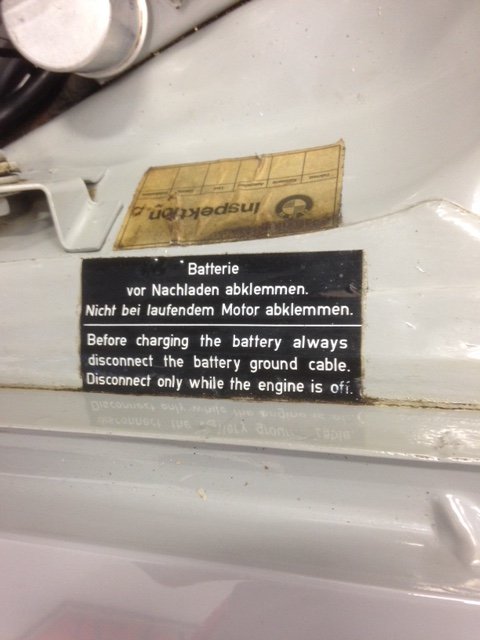 Inspektion
Batterie
vor Nachladen abklemmen.
Nicht bei laufendem Motor abklemmen.
Before charging the battery always
disconnect the battery ground cable.
Disconnect only while the engine is off.